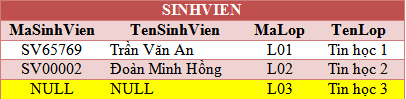 SINHVIEN
MaSinhVien TenSinhVien MaLop TenLop
SV65769 Trần Văn An L01 Tin học 1
SV00002 Đoàn Minh Hồng L02 Tin học 2
NULL NULL L03 Tin học 3